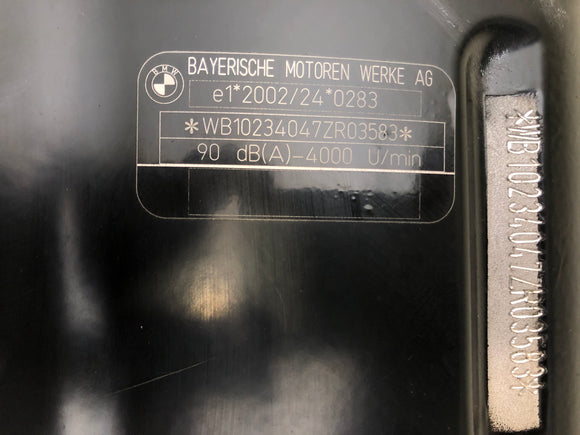 BMW
BAYERISCHE MOTOREN WERKE AG
e1*2002/24*0283
*WB10234047ZR03583*
90 dB(A)-4000 U/min
*WB10234047ZR03583*